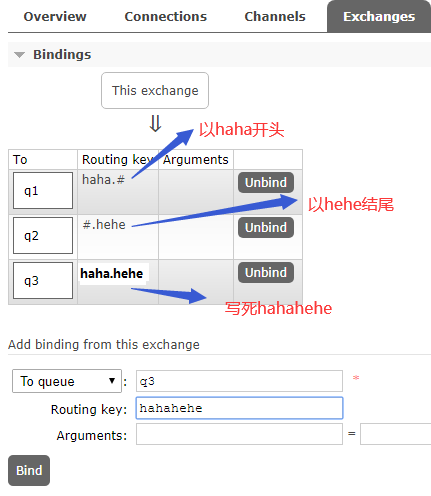 Overview Connections Channels Exchanges
Bindings
This exchange
⇓
以haha开头
To Routing key Arguments
q1 haha.# Unbind
以hehe结尾
q2 #.hehe Unbind
q3 haha.hehe Unbind
写死hahahehe
Add binding from this exchange
To queue : q3 *
Routing key: hahahehe
Arguments: =
Bind